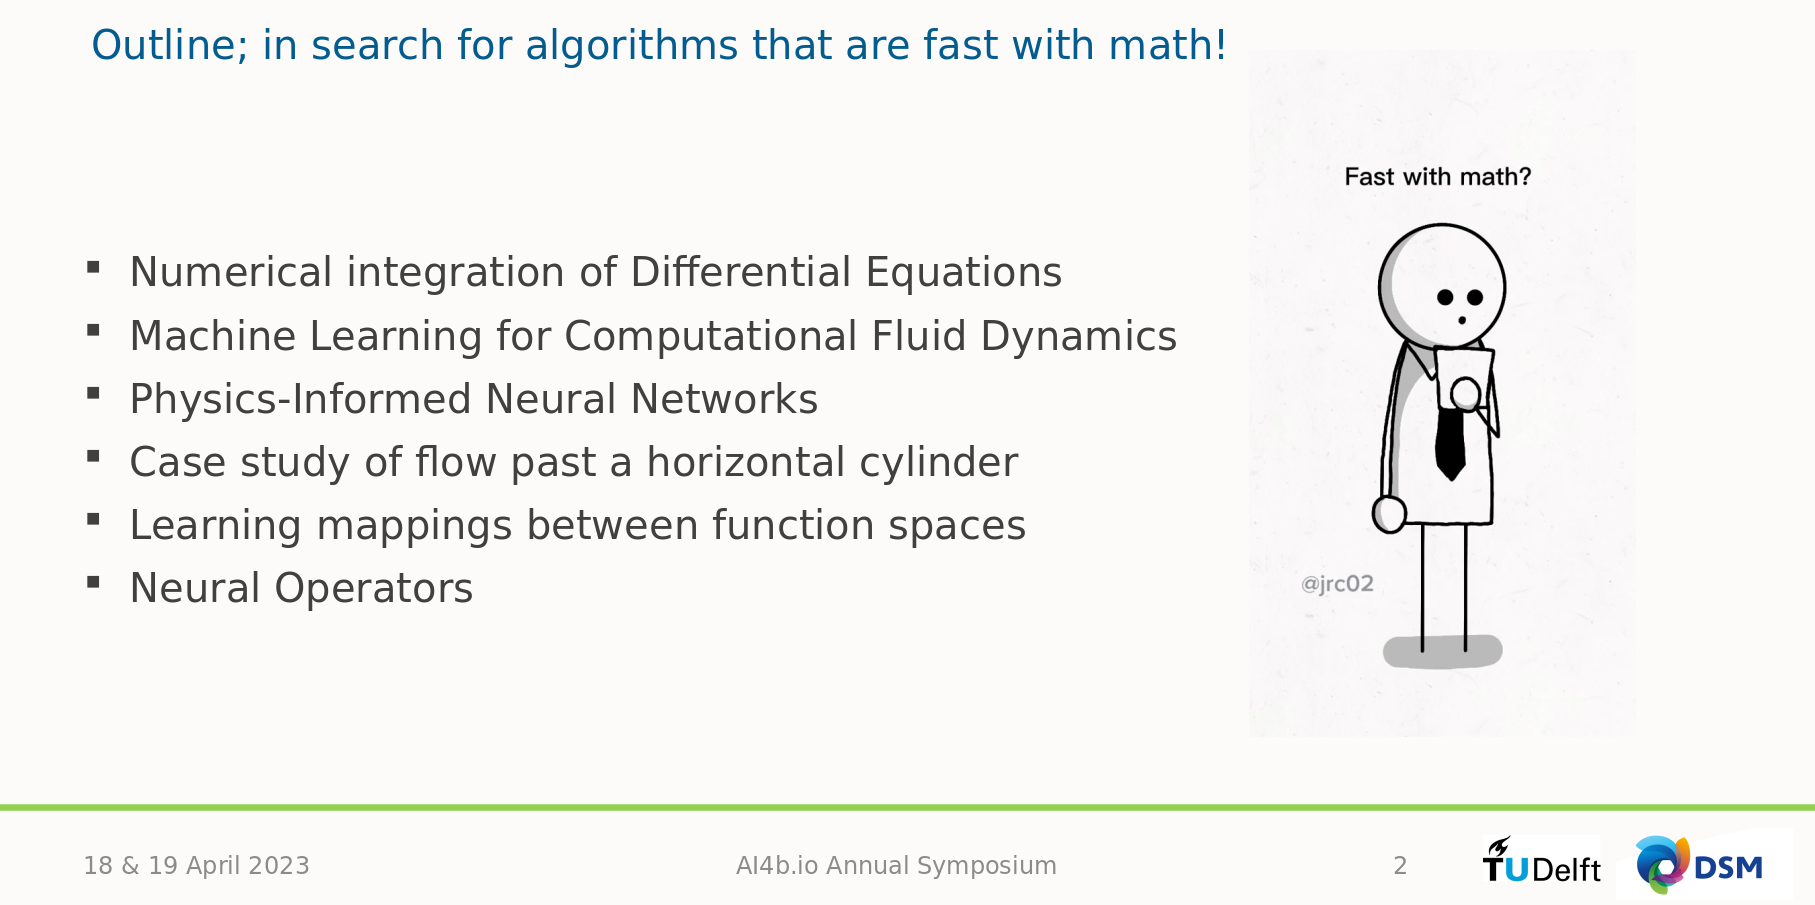 Outline; in search for algorithms that are fast with math!
Fast with math?
▪ Numerical integration of Differential Equations
▪ Machine Learning for Computational Fluid Dynamics
▪ Physics-Informed Neural Networks
▪ Case study of flow past a horizontal cylinder
▪ Learning mappings between function spaces
▪ Neural Operators
@jrc02
18 & 19 April 2023
AI4b.io Annual Symposium
2
TUDelft
DSM